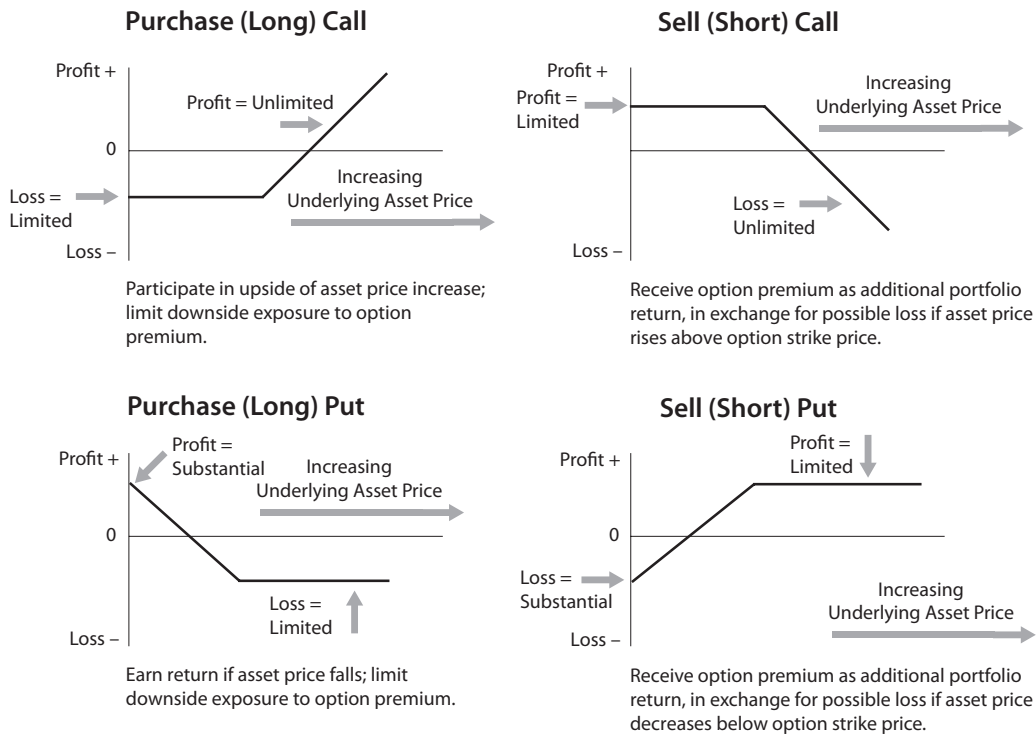 Purchase (Long) Call
Profit +
Profit = Unlimited
0
Increasing
Underlying Asset Price
Loss =
Limited
Loss –
Participate in upside of asset price increase;
limit downside exposure to option
premium.
Sell (Short) Call
Profit +
Profit =
Limited
Increasing
Underlying Asset Price
Loss =
Unlimited
Loss –
Receive option premium as additional portfolio
return, in exchange for possible loss if asset price
rises above option strike price.
Purchase (Long) Put
Profit +
Profit =
Substantial
Increasing
Underlying Asset Price
0
Loss =
Limited
Loss –
Earn return if asset price falls; limit
downside exposure to option premium.
Sell (Short) Put
Profit +
Profit =
Limited
0
Loss =
Substantial
Increasing
Underlying Asset Price
Loss –
Receive option premium as additional portfolio
return, in exchange for possible loss if asset price
decreases below option strike price.